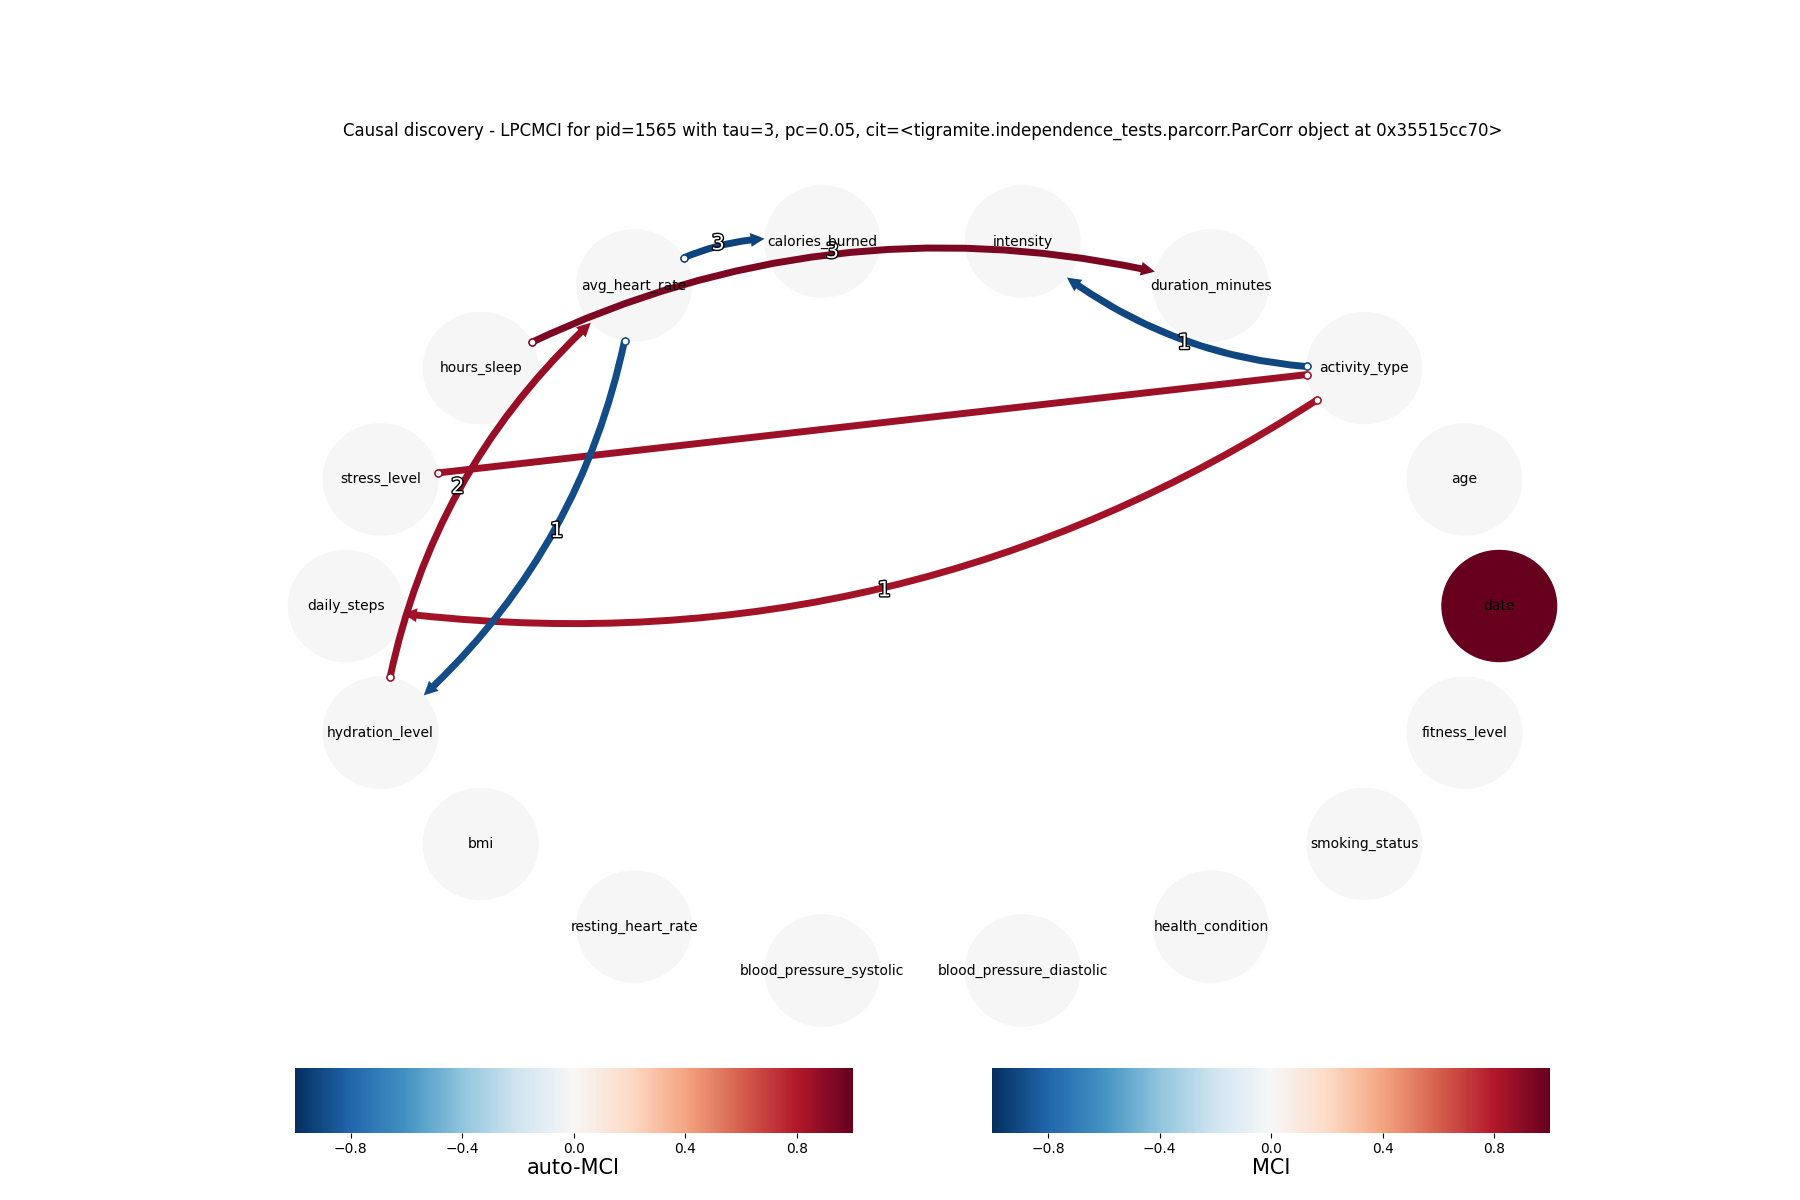 Causal discovery - LPCMCI for pid=1565 with tau=3, pc=0.05, cit=<tigramite.independence_tests.parcorr.ParCorr object at 0x35515cc70>
calories_burned
intensity
3
3
avg_heart_rate
duration_minutes
1
hours_sleep
activity_type
stress_level
age
2
1
1
daily_steps
date
hydration_level
fitness_level
bmi
smoking_status
resting_heart_rate
health_condition
blood_pressure_systolic
blood_pressure_diastolic
−0.8 −0.4 0.0 0.4 0.8
auto-MCI
−0.8 −0.4 0.0 0.4 0.8
MCI